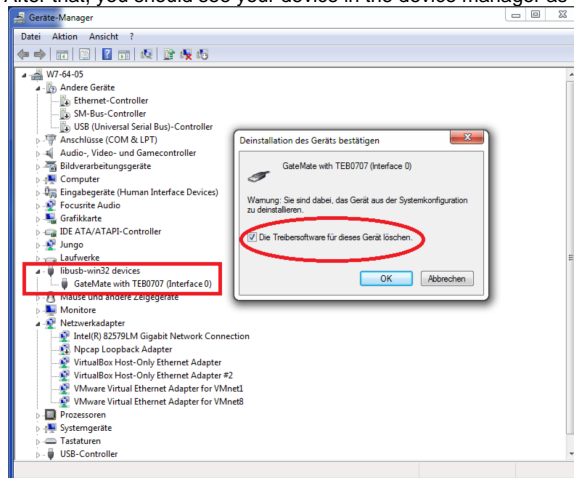 After that, you should see your device in the device manager as
Geräte-Manager
Datei Aktion Ansicht ?
W7-64-05
Andere Geräte
Ethernet-Controller
SM-Bus-Controller
USB (Universal Serial Bus)-Controller
Anschlüsse (COM & LPT)
Audio-, Video- und Gamecontroller
Bildverarbeitungsgeräte
Computer
Eingabegeräte (Human Interface Devices)
Focusrite Audio
Grafikkarte
IDE ATA/ATAPI-Controller
Jungo
Laufwerke
libusb-win32 devices
GateMate with TEB0707 (Interface 0)
Mäuse und andere Zeigegeräte
Monitore
Netzwerkadapter
Intel(R) 82579LM Gigabit Network Connection
Npcap Loopback Adapter
VirtualBox Host-Only Ethernet Adapter
VirtualBox Host-Only Ethernet Adapter #2
VMware Virtual Ethernet Adapter for VMnet1
VMware Virtual Ethernet Adapter for VMnet8
Prozessoren
Systemgeräte
Tastaturen
USB-Controller
Deinstallation des Geräts bestätigen
GateMate with TEB0707 (Interface 0)
Warnung: Sie sind dabei, das Gerät aus der Systemkonfiguration
zu deinstallieren.
Die Treibersoftware für dieses Gerät löschen.
OK Abbrechen